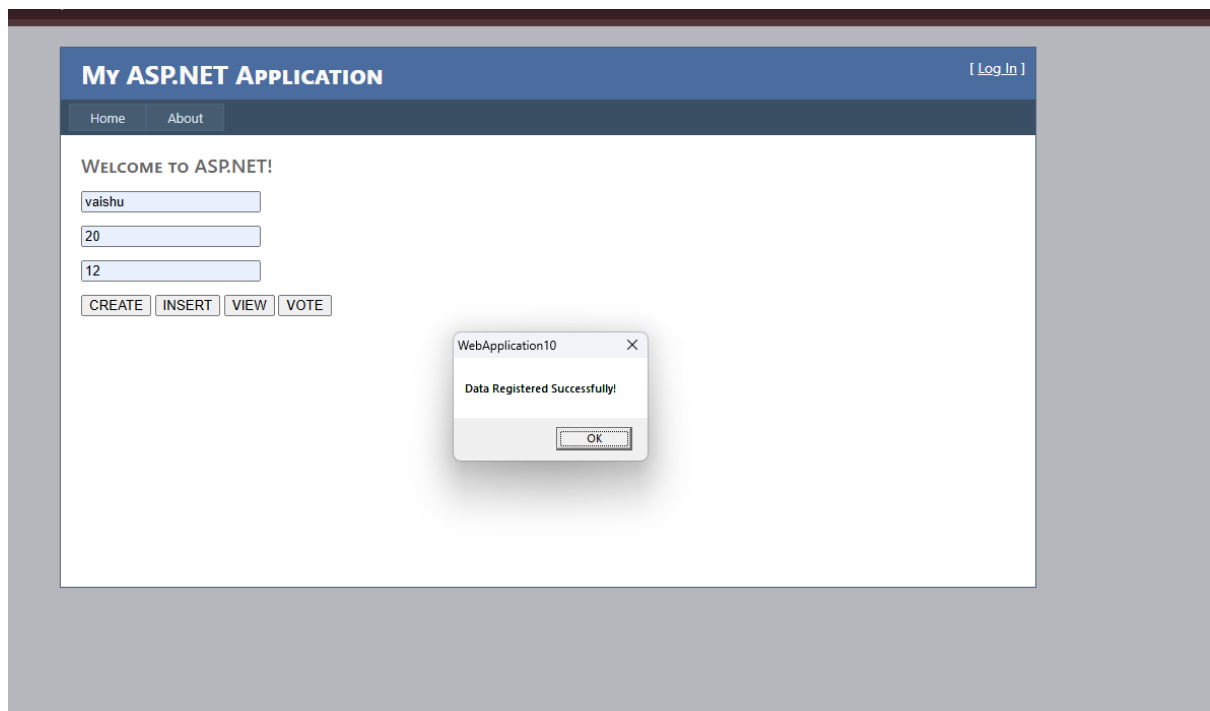 MY ASP.NET APPLICATION
[ Log In ]
Home About
WELCOME TO ASP.NET!
vaishu
20
12
CREATE INSERT VIEW VOTE
WebApplication10
Data Registered Successfully!
OK